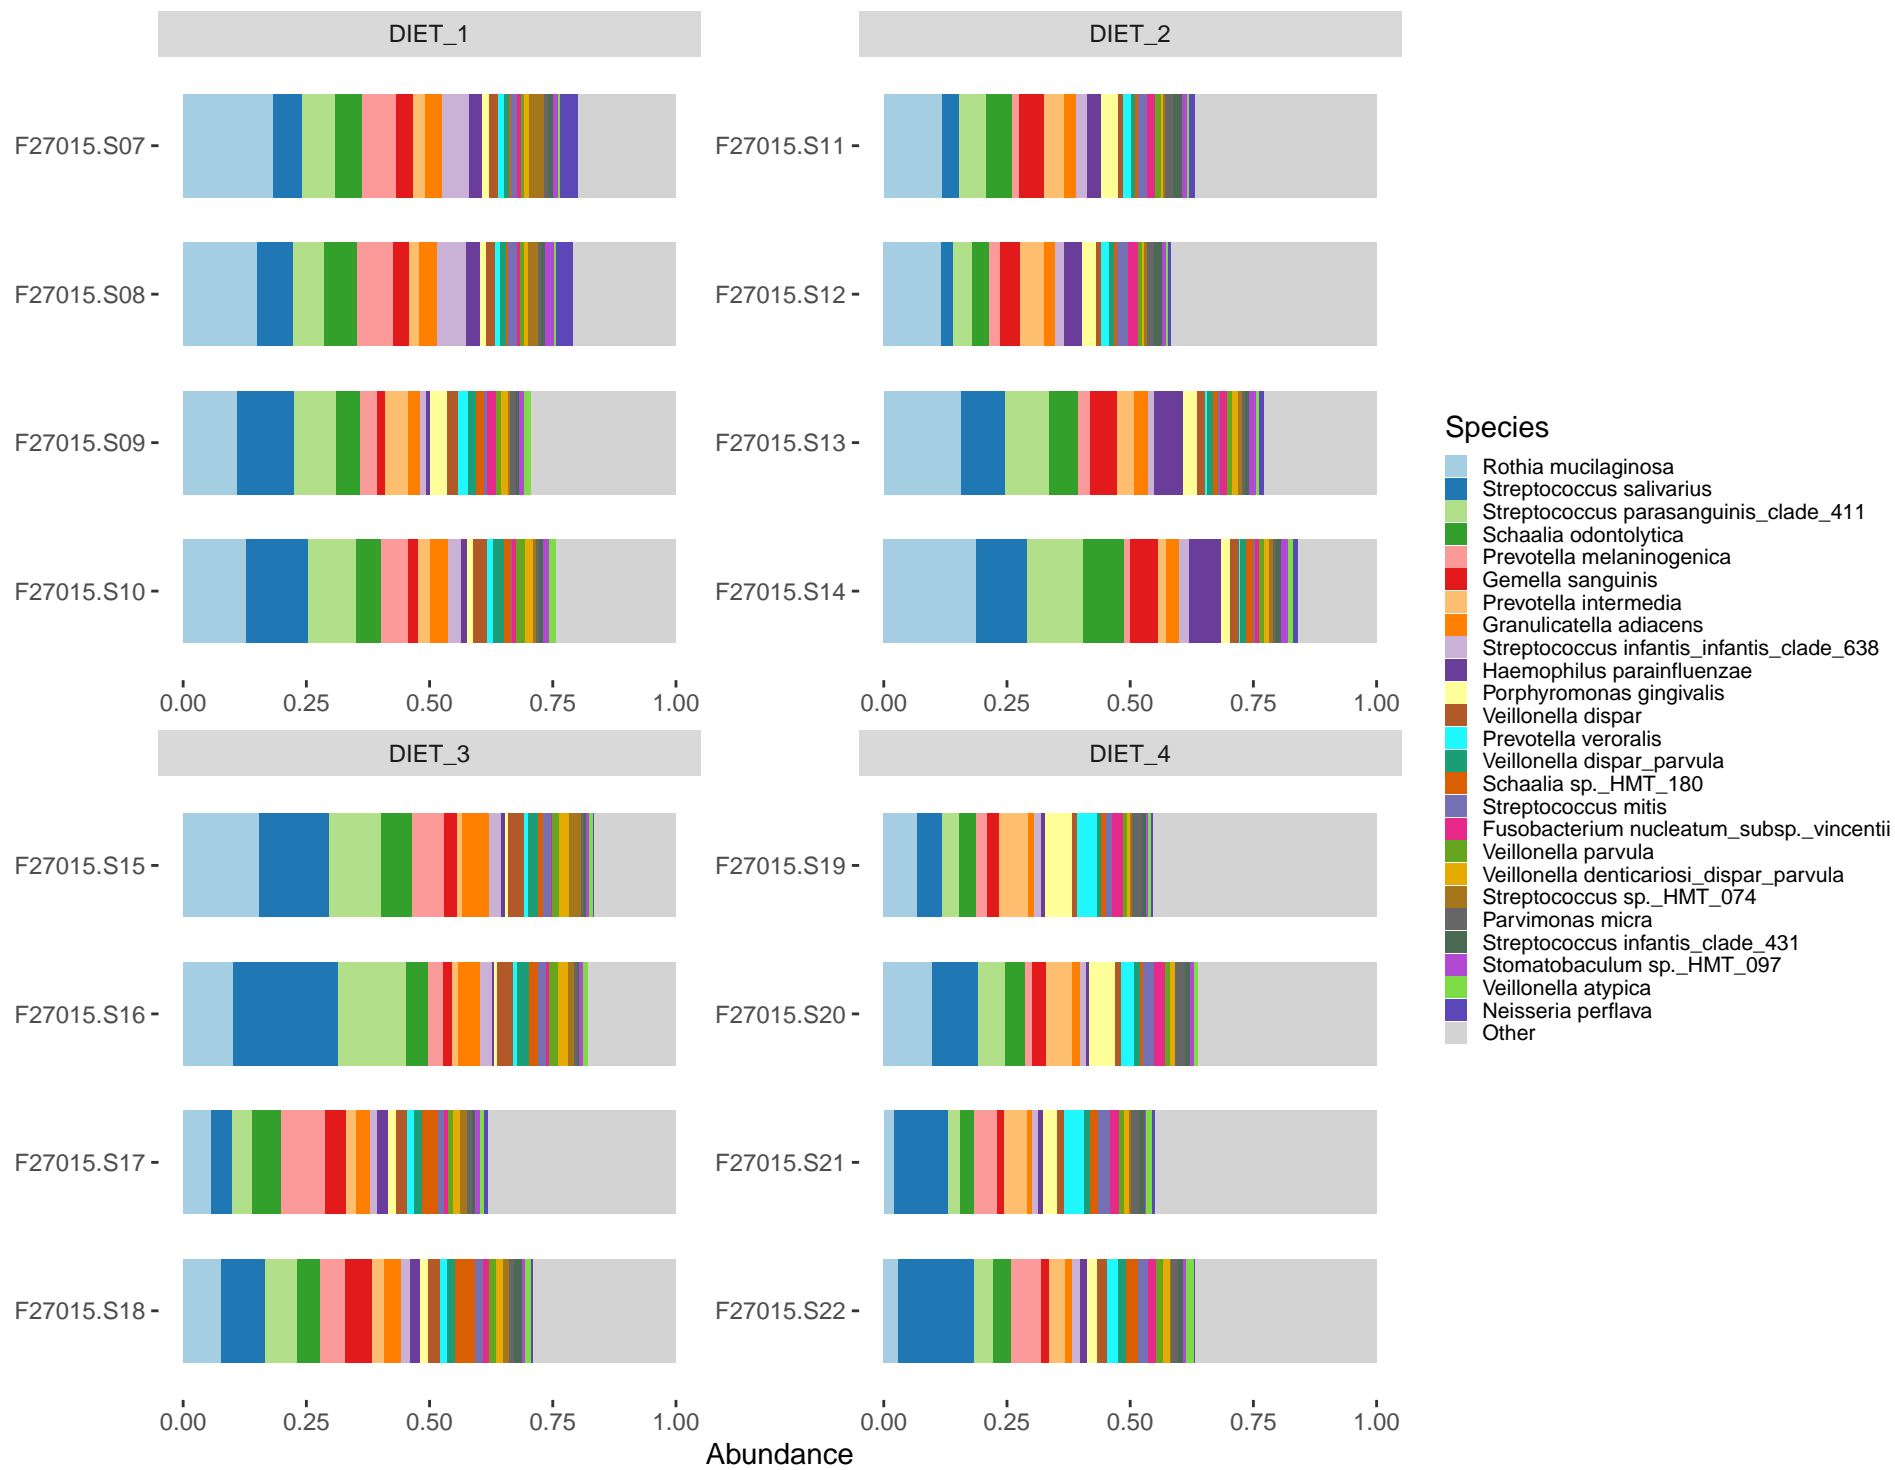 DIET_1
DIET_2
F27015.S07
F27015.S08
F27015.S09
F27015.S10
F27015.S11
F27015.S12
F27015.S13
F27015.S14
0.00 0.25 0.50 0.75 1.00
0.00 0.25 0.50 0.75 1.00
DIET_3
DIET_4
F27015.S15
F27015.S16
F27015.S17
F27015.S18
F27015.S19
F27015.S20
F27015.S21
F27015.S22
0.00 0.25 0.50 0.75 1.00
0.00 0.25 0.50 0.75 1.00
Abundance
Species
Rothia mucilaginosa
Streptococcus salivarius
Streptococcus parasanguinis_clade_411
Schaalia odontolytica
Prevotella melaninogenica
Gemella sanguinis
Prevotella intermedia
Granulicatella adiacens
Streptococcus infantis_infantis_clade_638
Haemophilus parainfluenzae
Porphyromonas gingivalis
Veillonella dispar
Prevotella veroralis
Veillonella dispar_parvula
Schaalia sp._HMT_180
Streptococcus mitis
Fusobacterium nucleatum_subsp._vincentii
Veillonella parvula
Veillonella denticariosi_dispar_parvula
Streptococcus sp._HMT_074
Parvimonas micra
Streptococcus infantis_clade_431
Stomatobaculum sp._HMT_097
Veillonella atypica
Neisseria perflava
Other